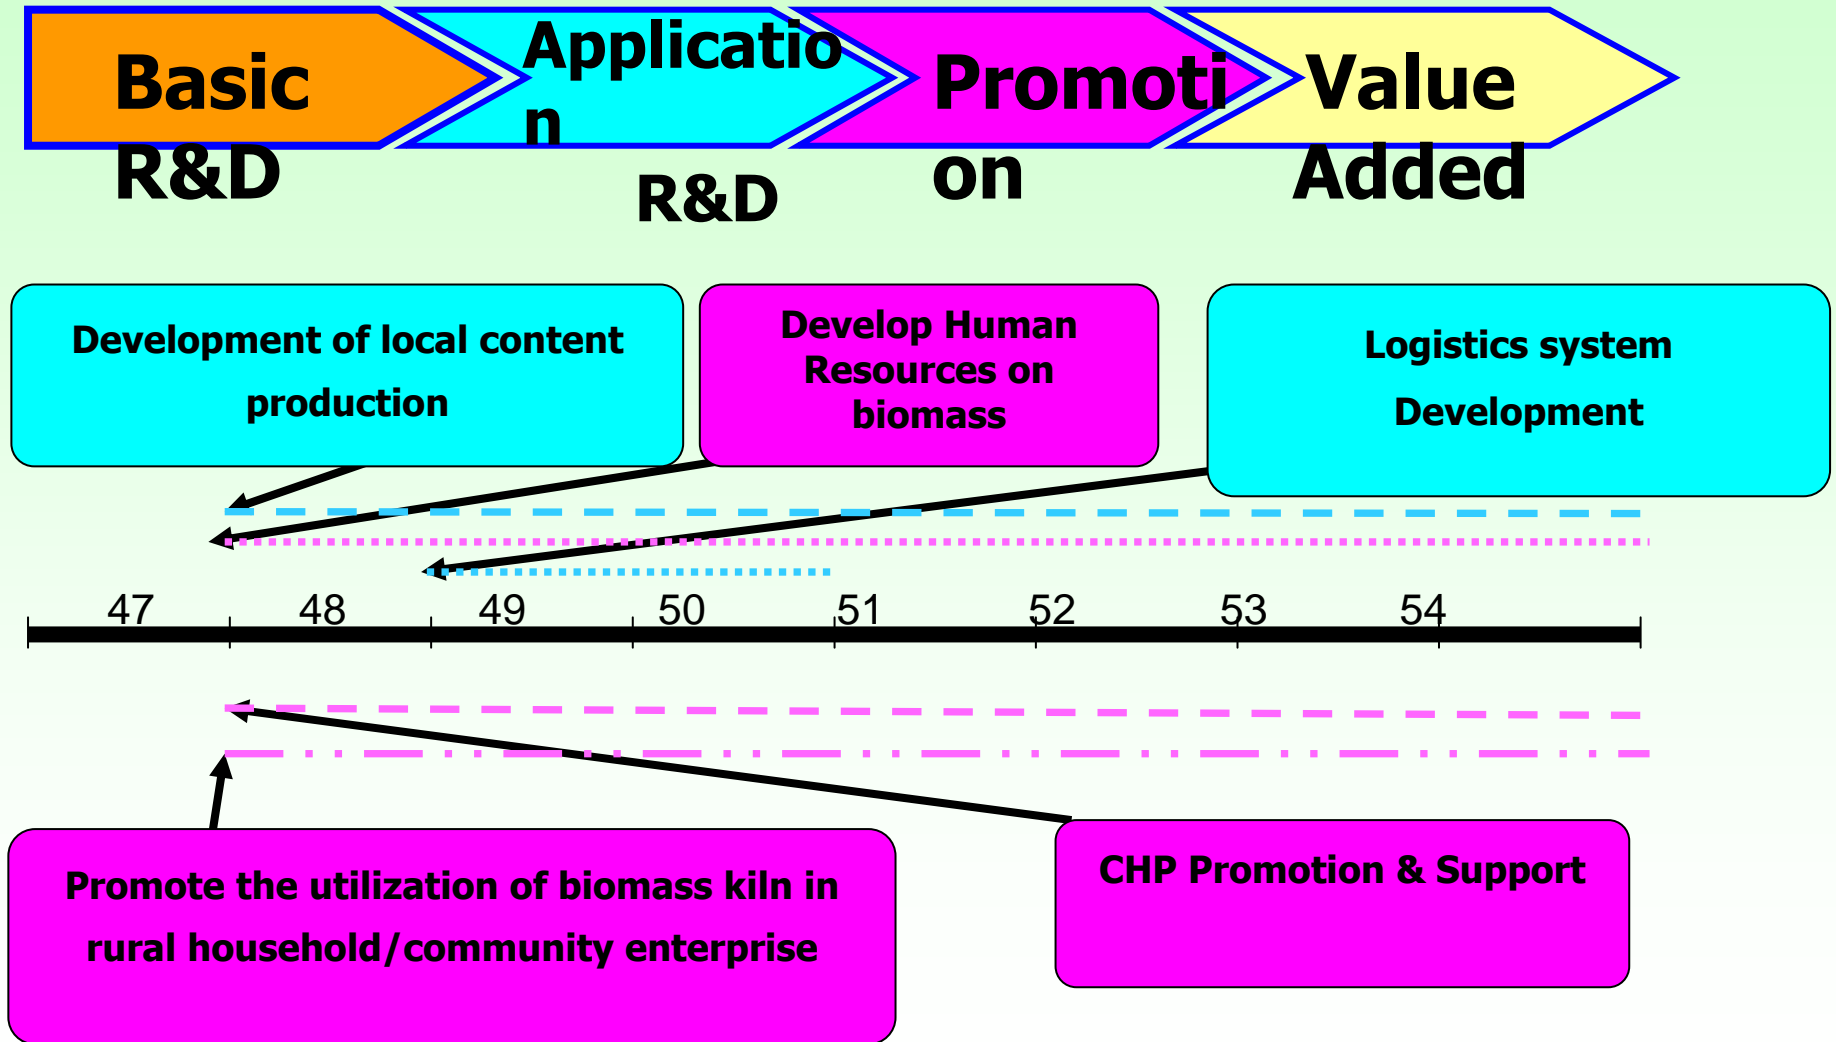 Basic
R&D
Applicatio
n
R&D
Promoti
on
Value
Added
Development of local content
production
Develop Human
Resources on
biomass
Logistics system
Development
47 48 49 50 51 52 53 54
Promote the utilization of biomass kiln in
rural household/community enterprise
CHP Promotion & Support